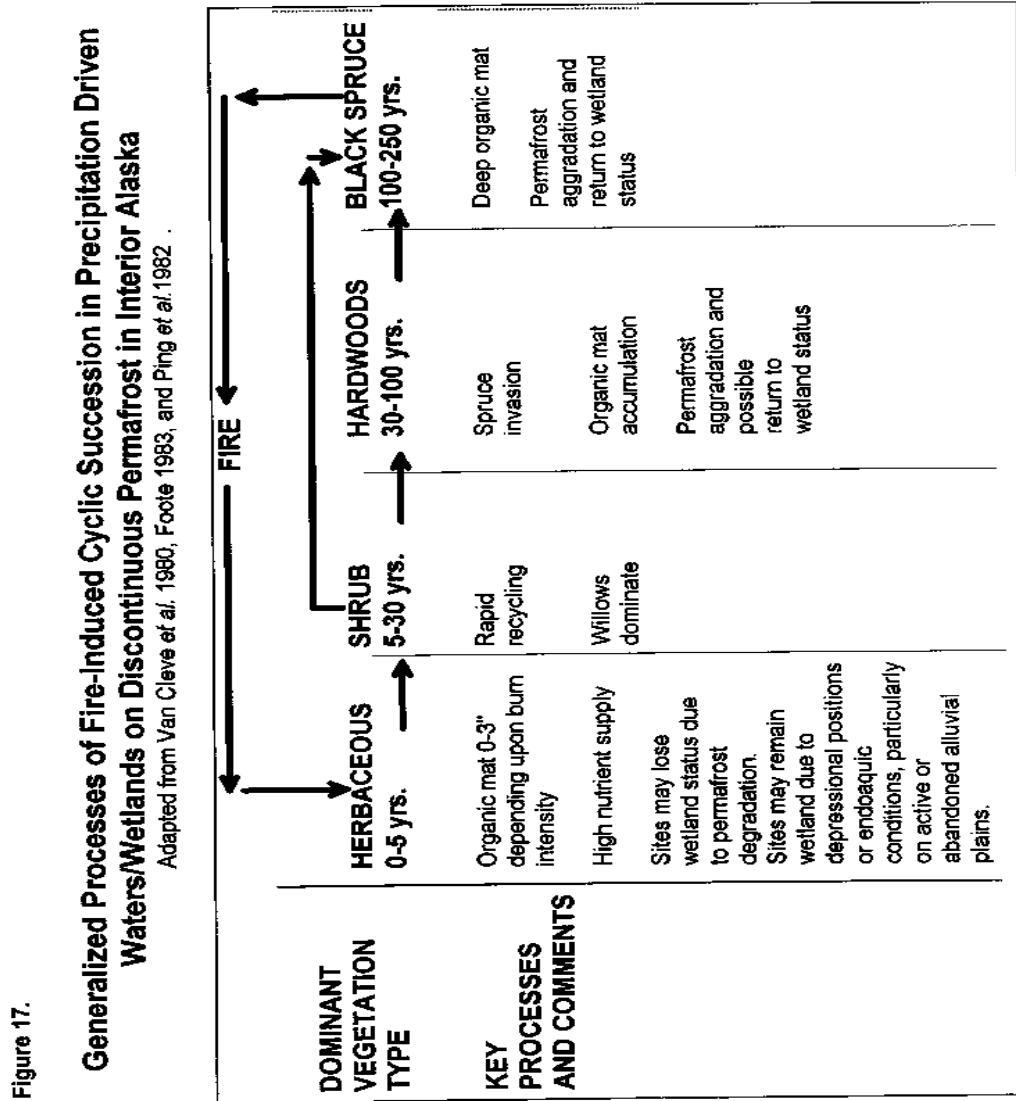 Figure 17.
Generalized Processes of Fire-Induced Cyclic Succession in Precipitation Driven
Waters/Wetlands on Discontinuous Permafrost in Interior Alaska
Adapted from Van Cleve et al. 1980, Foote 1983, and Ping et al. 1982 .
FIRE
DOMINANT
VEGETATION
TYPE
HERBACEOUS
0-5 yrs.
SHRUB
5-30 yrs.
HARDWOODS
30-100 yrs.
BLACK SPRUCE
100-250 yrs.
KEY
PROCESSES
AND COMMENTS
Organic mat 0-3"
depending upon burn
intensity
High nutrient supply
Sites may lose
wetland status due
to permafrost
degradation.
Sites may remain
wetland due to
depressional positions
or endoaquic
conditions, particularly
on active or
abandoned alluvial
plains.
Rapid
recycling
Willows
dominate
Spruce
invasion
Organic mat
accumulation
Permafrost
aggradation and
possible
return to
wetland status
Deep organic mat
Permafrost
aggradation and
return to wetland
status